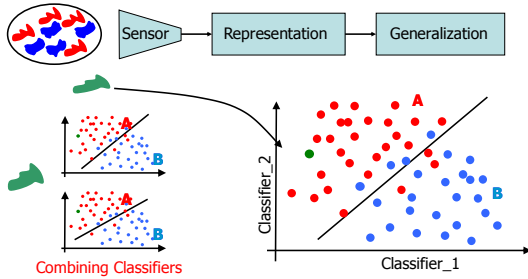 Sensor
Representation
Generalization
A
B
A
B
Combining Classifiers
A
B
Classifier_2
Classifier_1